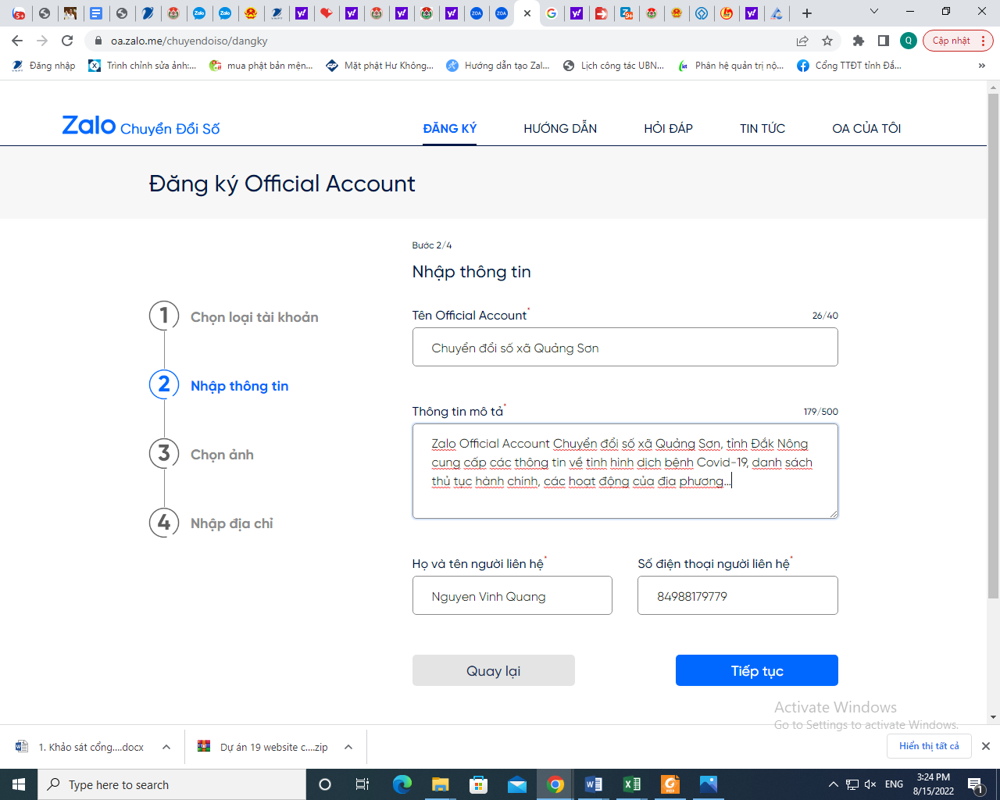 oa.zalo.me/chuyendoiso/dangky
Cập nhật
Đăng nhập
Trình chỉnh sửa ảnh:...
mua phật bản mện...
Mặt phật Hư Không...
Hướng dẫn tạo Zal...
Lịch công tác UBN...
Phân hệ quản trị nộ...
Cổng TTĐT tỉnh Đắ...
»
Zalo Chuyển Đổi Số
ĐĂNG KÝ
HƯỚNG DẪN
HỎI ĐÁP
TIN TỨC
OA CỦA TÔI
Đăng ký Official Account
Bước 2/4
Nhập thông tin
1 Chọn loại tài khoản
2 Nhập thông tin
3 Chọn ảnh
4 Nhập địa chỉ
Tên Official Account*
26/40
Chuyển đổi số xã Quảng Sơn
Thông tin mô tả*
179/500
Zalo Official Account Chuyển đổi số xã Quảng Sơn, tỉnh Đắk Nông
cung cấp các thông tin về tình hình dịch bệnh Covid-19, danh sách
thủ tục hành chính, các hoạt động của địa phương...
Họ và tên người liên hệ*
Số điện thoại người liên hệ*
Nguyen Vinh Quang
84988179779
Quay lại
Tiếp tục
Activate Windows
Go to Settings to activate Windows.
1. Khảo sát cổng....docx
Dự án 19 website c....zip
Hiển thị tất cả
Type here to search
ENG
3:24 PM
8/15/2022
1